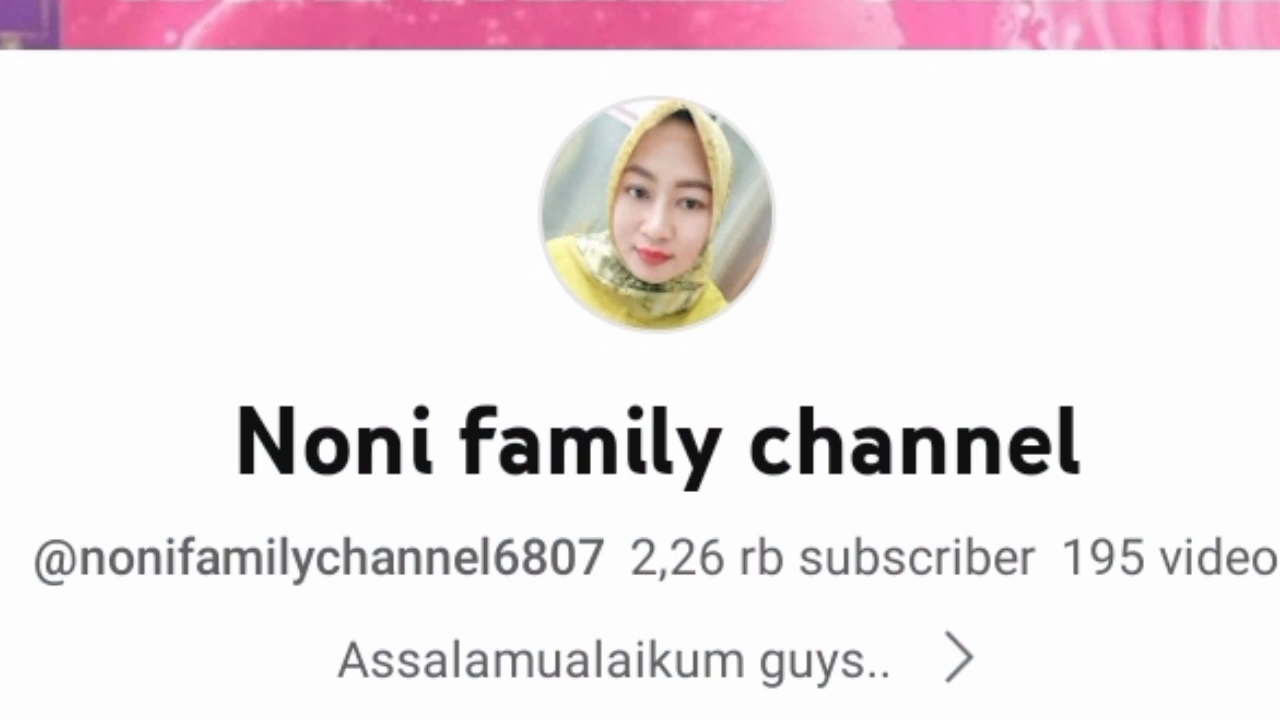 Noni family channel
@nonifamilychannel6807 2,26 rb subscriber 195 video
Assalamualaikum guys..